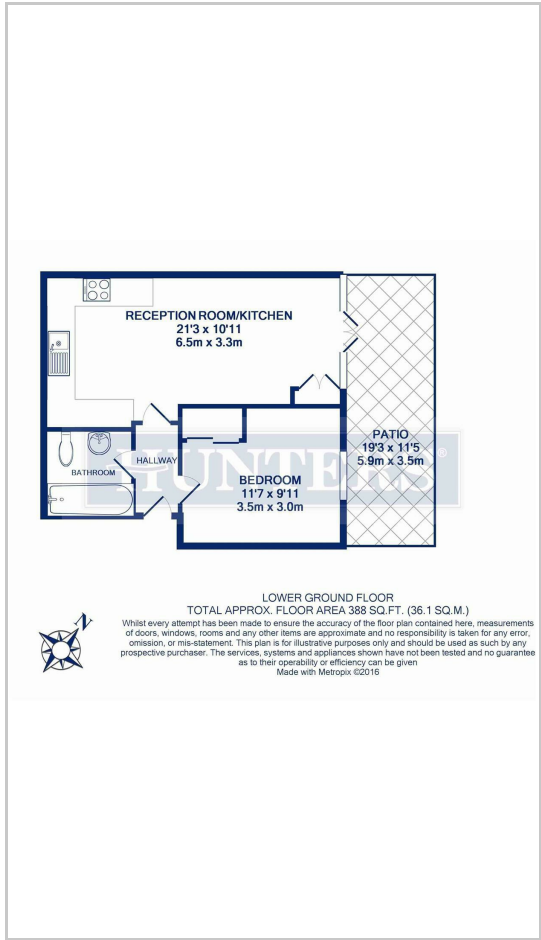 RECEPTION ROOM/KITCHEN
21'3 x 10'11
6.5m x 3.3m
PATIO
19'3 x 11'5
5.9m x 3.5m
HALLWAY
BATHROOM
HUNTERS®
BEDROOM
11'7 x 9'11
3.5m x 3.0m
LOWER GROUND FLOOR
TOTAL APPROX. FLOOR AREA 388 SQ.FT. (36.1 SQ.M.)
N
Whilst every attempt has been made to ensure the accuracy of the floor plan contained here, measurements
of doors, windows, rooms and any other items are approximate and no responsibility is taken for any error,
omission, or mis-statement. This plan is for illustrative purposes only and should be used as such by any
prospective purchaser. The services, systems and appliances shown have not been tested and no guarantee
as to their operability or efficiency can be given
Made with Metropix ©2016